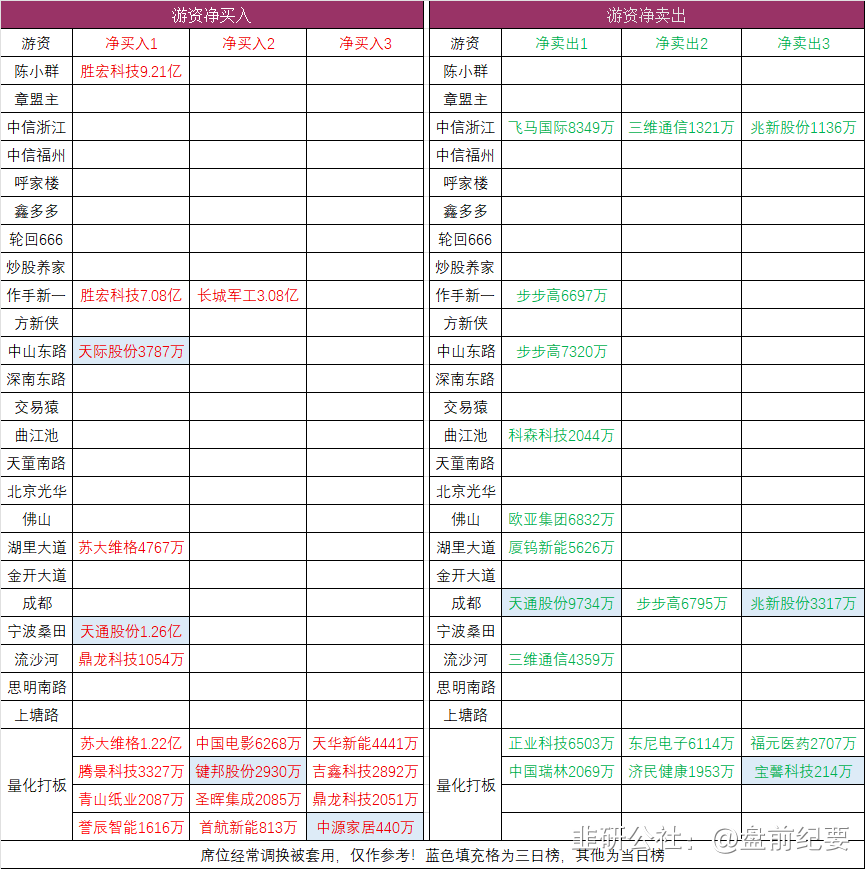 游资净买入 游资净卖出
游资 净买入1 净买入2 净买入3 游资 净卖出1 净卖出2 净卖出3
陈小群 胜宏科技9.21亿 陈小群
章盟主 章盟主
中信浙江 中信浙江 飞马国际8349万 三维通信1321万 兆新股份1136万
中信福州 中信福州
呼家楼 呼家楼
鑫多多 鑫多多
轮回666 轮回666
炒股养家 炒股养家
作手新一 胜宏科技7.08亿 长城军工3.08亿 作手新一 步步高6697万
方新侠 方新侠
中山东路 天际股份3787万 中山东路 步步高7320万
深南东路 深南东路
交易猿 交易猿
曲江池 曲江池 科森科技2044万
天童南路 天童南路
北京光华 北京光华
佛山 佛山 欧亚集团6832万
湖里大道 苏大维格4767万 湖里大道 厦钨新能5626万
金开大道 金开大道
成都 成都 天通股份9734万 步步高6795万 兆新股份3317万
宁波桑田 天通股份1.26亿 宁波桑田
流沙河 鼎龙科技1054万 流沙河 三维通信4359万
思明南路 思明南路
上塘路 上塘路
苏大维格1.22亿 中国电影6268万 天华新能4441万 正业科技6503万 东尼电子6114万 福元医药2707万
量化打板 腾景科技3327万 键邦股份2930万 吉鑫科技2892万 量化打板 中国瑞林2069万 济民健康1953万 宝馨科技214万
青山纸业2087万 圣晖集成2085万 鼎龙科技2051万
誉辰智能1616万 首航新能813万 中源家居440万
韭研公社：@盘前纪要
席位经常调换被套用，仅作参考！蓝色填充格为三日榜，其他为当日榜